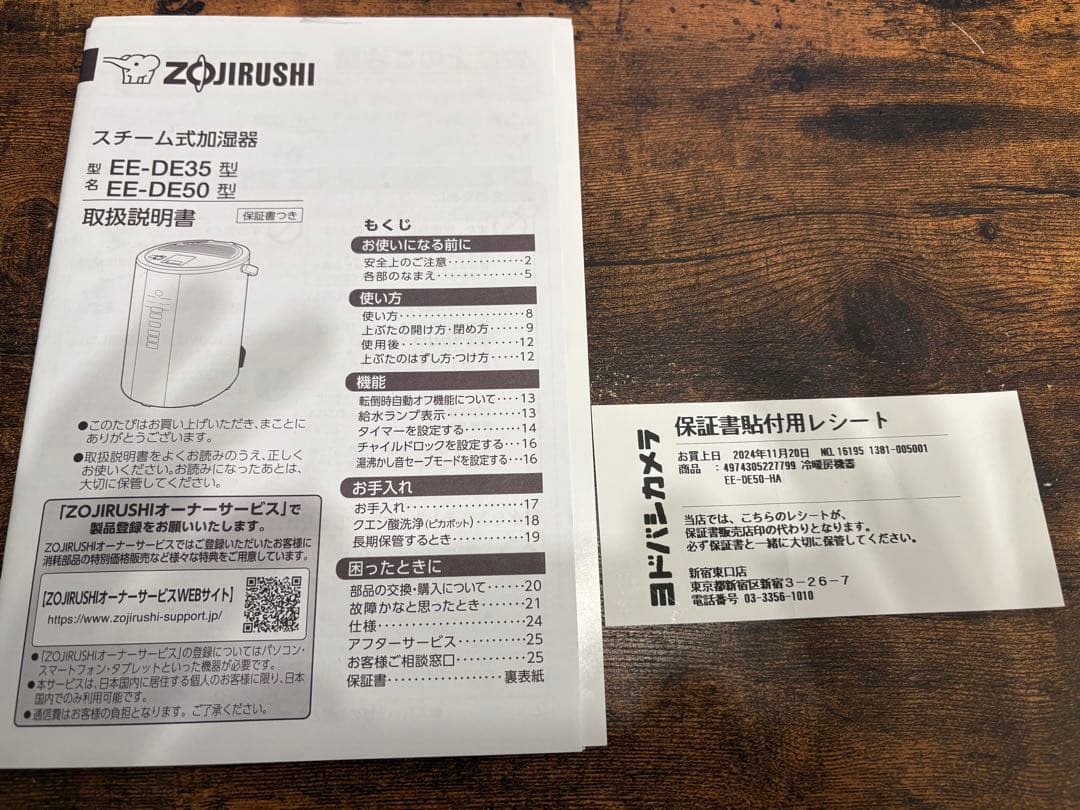 ZOJIRUSHI
スチーム式加湿器
型名 EE-DE35 型
EE-DE50 型
取扱説明書 保証書つき
●このたびはお買い上げいただき、まことに
ありがとうございます。
●取扱説明書をよくお読みのうえ、正しく
お使いください。お読みになったあとは、
大切に保管してください。
「ZOJIRUSHIオーナーサービス」で
製品登録をお願いいたします。
ZOJIRUSHIオーナーサービスではご登録いただいたお客様に
消耗部品の特別価格販売など様々な特典をご用意しています。
【ZOJIRUSHIオーナーサービスWEBサイト】
https://www.zojirushi-support.jp/
●「ZOJIRUSHIオーナーサービス」の登録についてはパソコン・
スマートフォン・タブレットといった機器が必要です。
●本サービスは、日本国内に居住する個人のお客様に限り、日本
国内でのみ利用可能です。
●通信費はお客様の負担となります。ご了承ください。
もくじ
お使いになる前に
安全上のご注意・・・・・・・・・・2
各部のなまえ・・・・・・・・・・・・5
使い方
使い方・・・・・・・・・・・・・・・・・・8
上ぶたの開け方・閉め方・・・・・9
使用後・・・・・・・・・・・・・・・・・12
上ぶたのはずし方・つけ方・・・・・12
機能
転倒時自動オフ機能について・・・・13
給水ランプ表示・・・・・・・・・・・13
タイマーを設定する・・・・・・・・14
チャイルドロックを設定する・・・16
湯沸かし音セーブモードを設定する・・・16
お手入れ
お手入れ・・・・・・・・・・・・・・・17
クエン酸洗浄(ピカポット)・・・・・18
長期保管するとき・・・・・・・・・19
困ったときに
部品の交換・購入について・・・・・20
故障かなと思ったとき・・・・・・・21
仕様・・・・・・・・・・・・・・・・・・・24
アフターサービス・・・・・・・・・・25
お客様ご相談窓口・・・・・・・・・・25
保証書・・・・・・・・・・・・・・裏表紙
ヨドバシカメラ
保証書貼付用レシート
お買上日 2024年11月20日 NO.16195 1381-005001
商品 :4974305227799 冷暖房機器
EE-DE50-HA
当店では、こちらのレシートが、
保証書販売店印の代わりとなります。
必ず保証書と一緒に大切に保管してください。
新宿東口店
東京都新宿区新宿3-26-7
電話番号 03-3356-1010